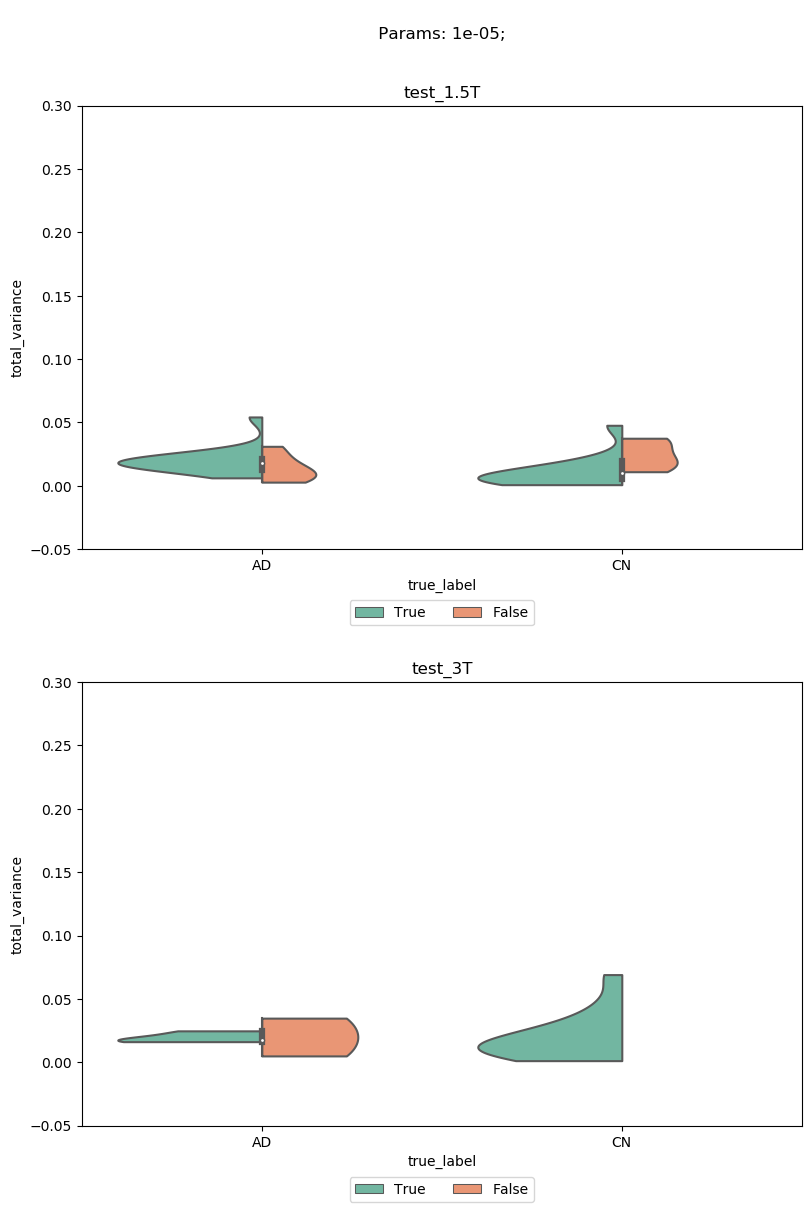 Params: 1e-05;
test_1.5T
0.30
0.25
0.20
0.15
0.10
0.05
0.00
−0.05
total_variance
AD
CN
true_label
True
False
test_3T
0.30
0.25
0.20
0.15
0.10
0.05
0.00
−0.05
total_variance
AD
CN
true_label
True
False